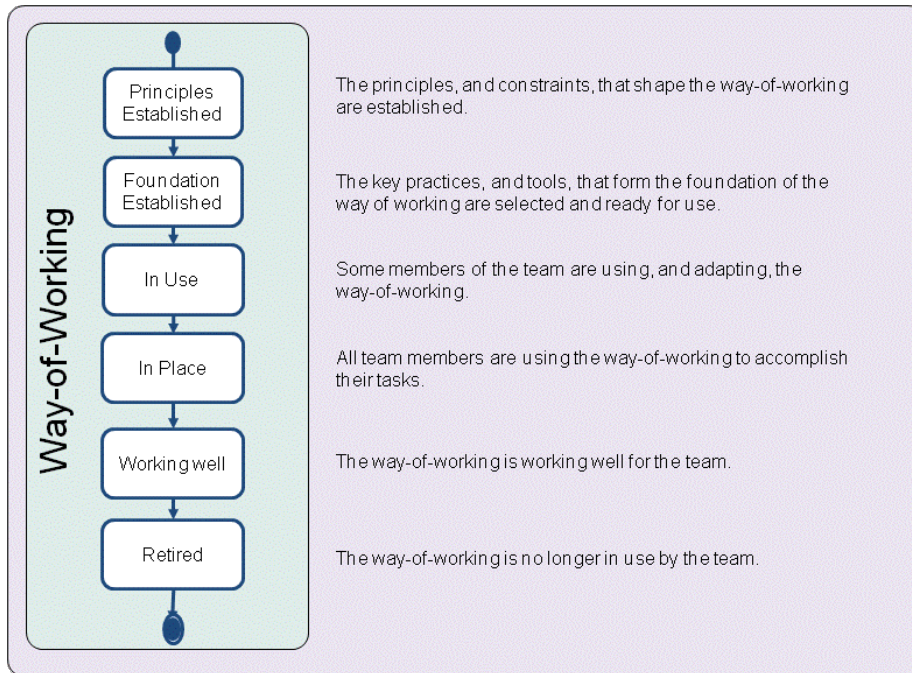 Way-of-Working
Principles
Established
The principles, and constraints, that shape the way-of-working
are established.
Foundation
Established
The key practices, and tools, that form the foundation of the
way of working are selected and ready for use.
In Use
Some members of the team are using, and adapting, the
way-of-working.
In Place
All team members are using the way-of-working to accomplish
their tasks.
Working well
The way-of-working is working well for the team.
Retired
The way-of-working is no longer in use by the team.